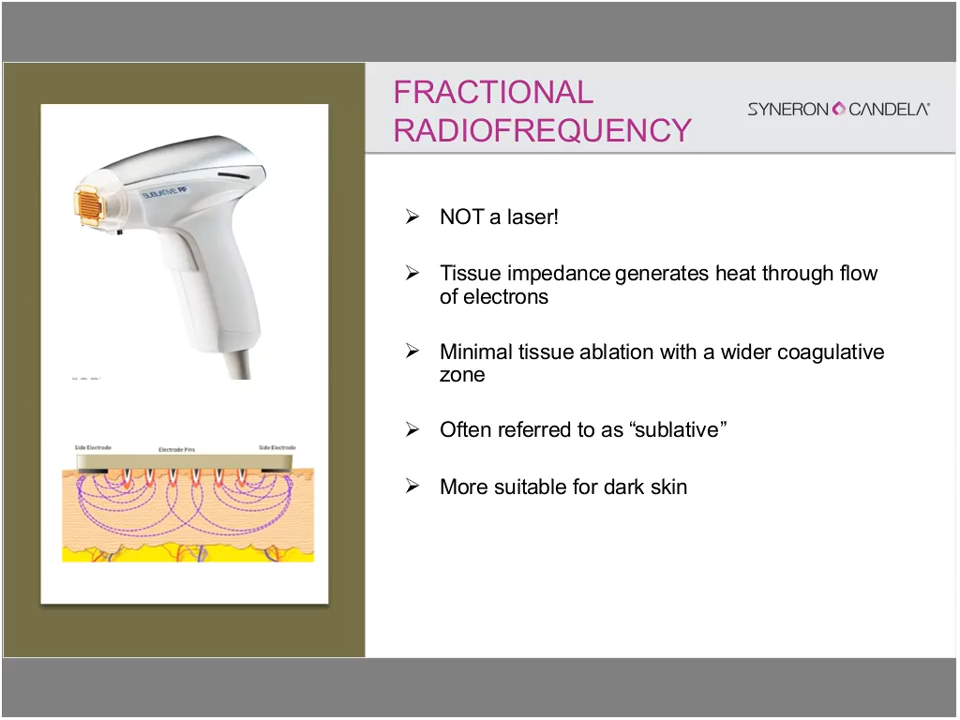 FRACTIONAL
RADIOFREQUENCY
SYNERON CANDELA®
SUBLATIVE RF
NOT a laser!
Tissue impedance generates heat through flow
of electrons
Minimal tissue ablation with a wider coagulative
zone
Often referred to as “sublative”
More suitable for dark skin
Side Electrode
Electrode Pins
Side Electrode